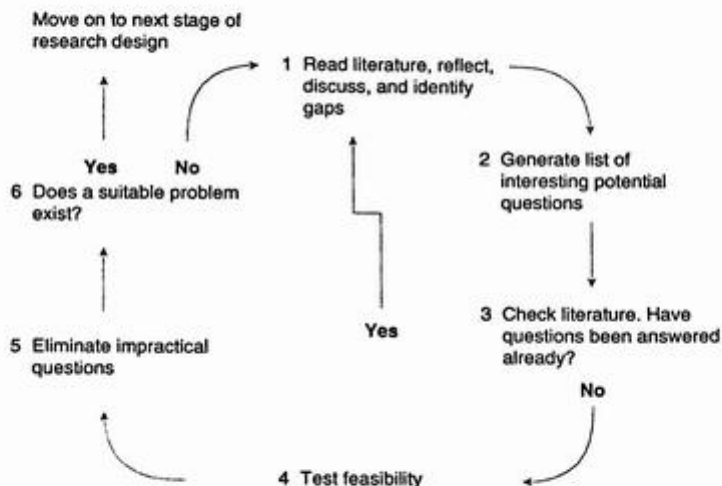 Move on to next stage of
research design
1 Read literature, reflect,
discuss, and identify
gaps
Yes No
6 Does a suitable problem
exist?
2 Generate list of
interesting potential
questions
3 Check literature. Have
questions been answered
already?
Yes
No
5 Eliminate impractical
questions
4 Test feasibility